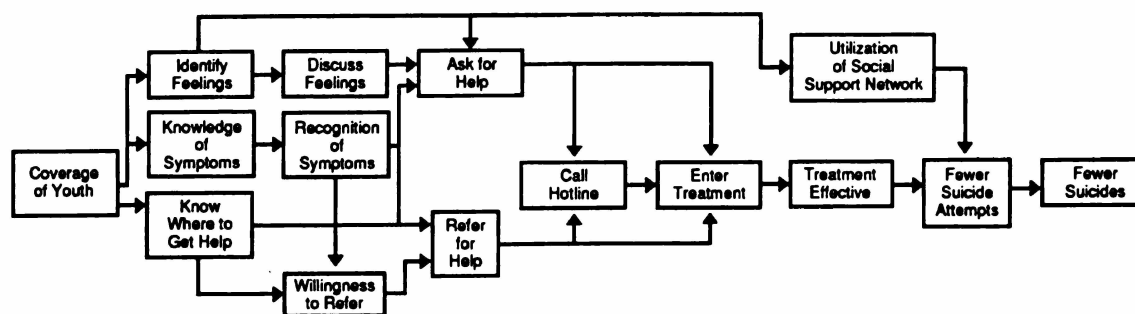 Identify
Feelings
Discuss
Feelings
Ask for
Help
Utilization
of Social
Support Network
Knowledge
of
Symptoms
Recognition
of
Symptoms
Coverage
of Youth
Know
Where to
Get Help
Refer
for
Help
Willingness
to Refer
Call
Hotline
Enter
Treatment
Treatment
Effective
Fewer
Suicide
Attempts
Fewer
Suicides